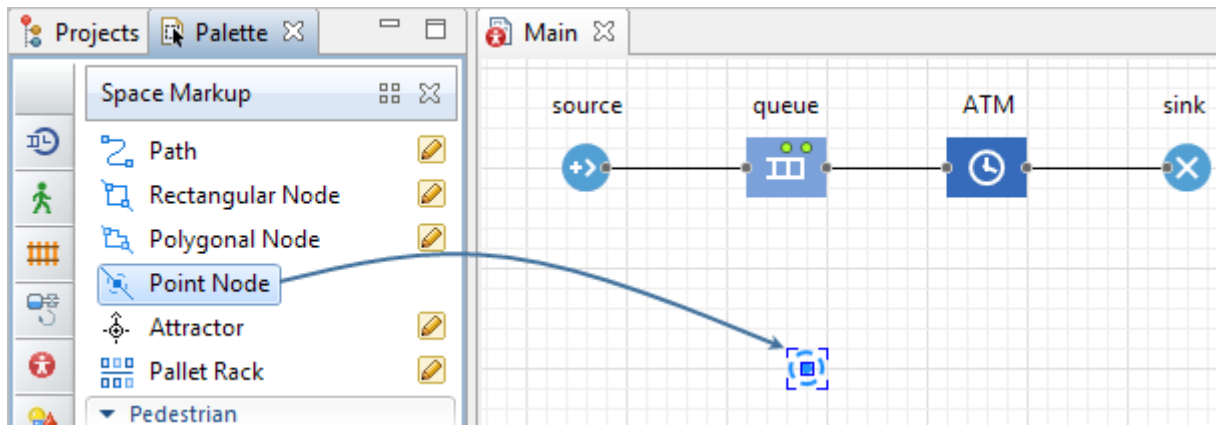 Projects Palette
Main
Space Markup
source queue ATM sink
Path
Rectangular Node
Polygonal Node
Point Node
Attractor
Pallet Rack
Pedestrian